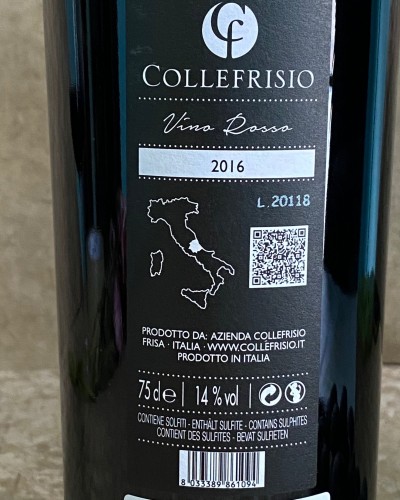 Cf
COLLEFRISIO
Vino Rosso
2016
L.20118
PRODOTTO DA: AZIENDA COLLEFRISIO
FRISA · ITALIA · WWW.COLLEFRISIO.IT
PRODOTTO IN ITALIA
75 cl e 14% vol
CONTIENE SOLFITI - ENTHÄLT SULFITE - CONTAINS SULPHITES
CONTIENT DES SULFITES - BEVAT SULFIETEN
8 033389 861094